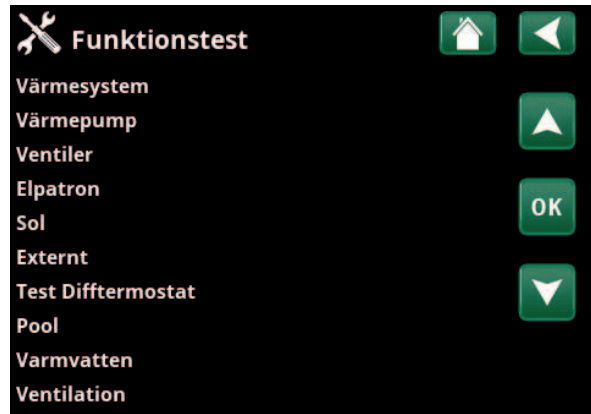 Funktionstest
Värmesystem
Värmepump
Ventiler
Elpatron
Sol
Externt
Test Difftermostat
Pool
Varmvatten
Ventilation
OK